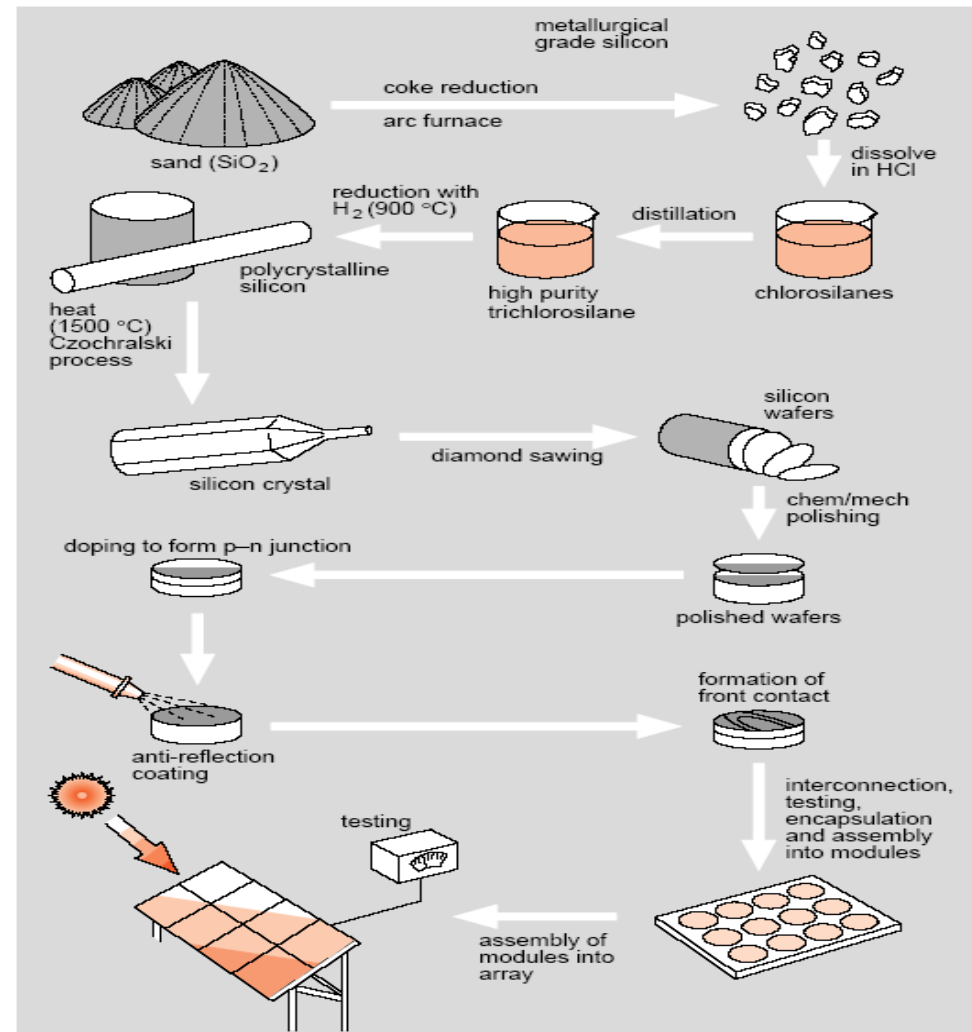 metallurgical
grade silicon
coke reduction
arc furnace
sand (SiO₂)
dissolve
in HCl
reduction with
H₂ (900 °C)
distillation
polycrystalline
silicon
high purity
trichlorosilane
chlorosilanes
heat
(1500 °C)
Czochralski
process
silicon
wafers
diamond sawing
silicon crystal
chem/mech
polishing
doping to form p–n junction
polished wafers
formation of
front contact
anti-reflection
coating
interconnection,
testing,
encapsulation
and assembly
into modules
testing
assembly of
modules into
array